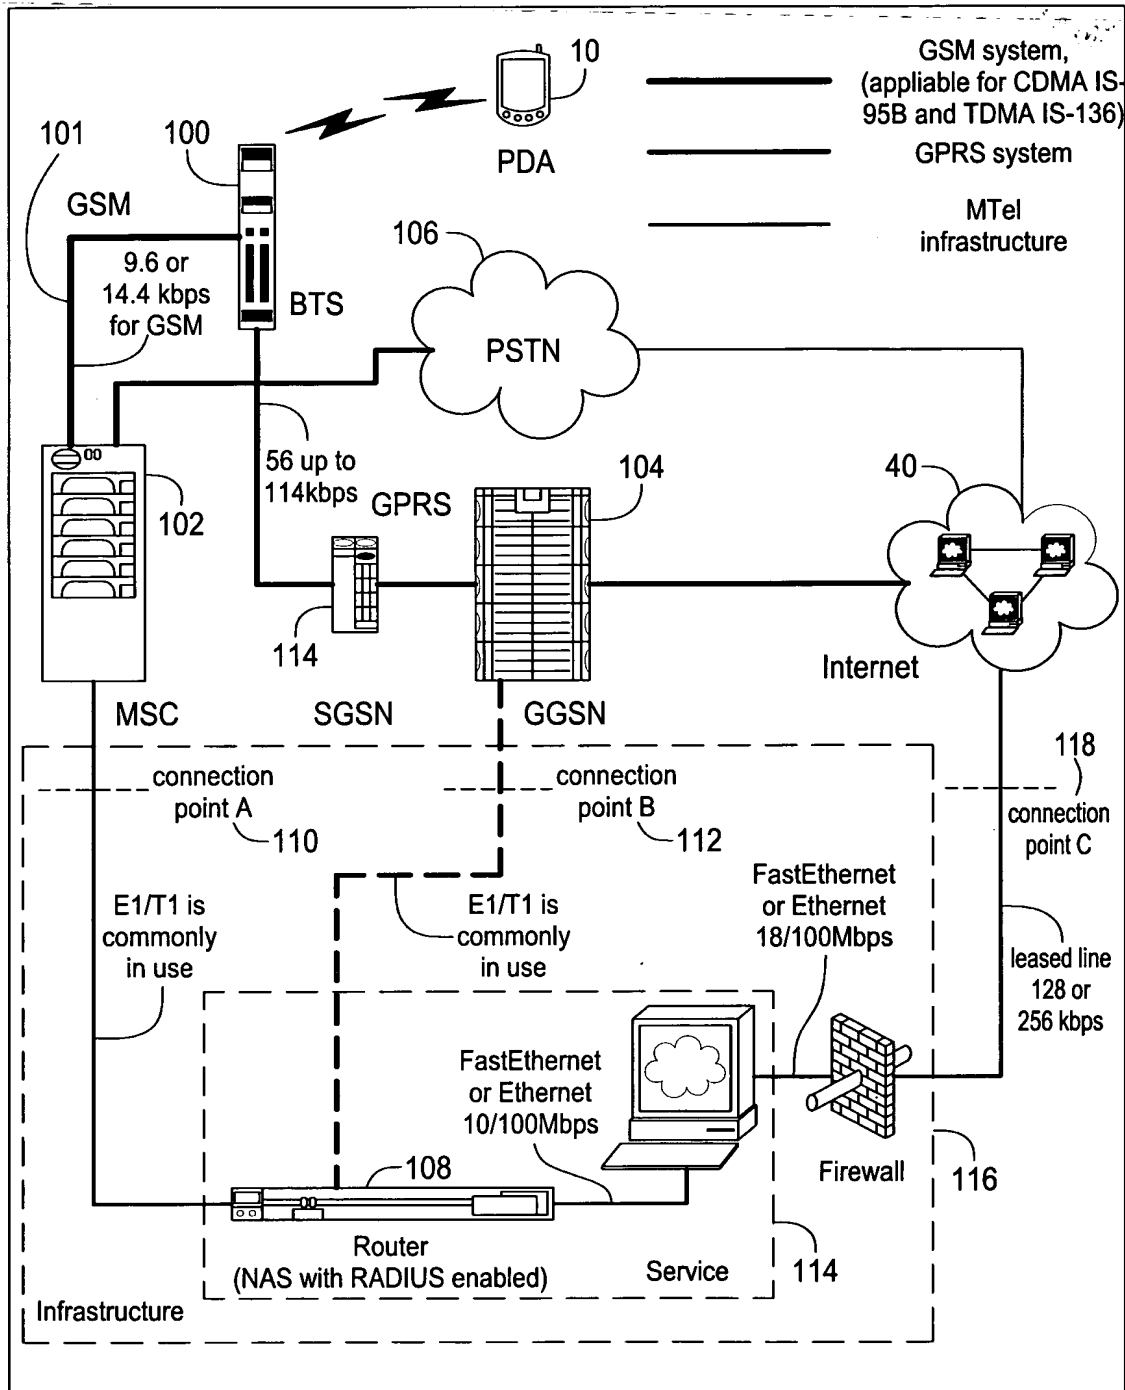 10
PDA
GSM system,
(appliable for CDMA IS-
95B and TDMA IS-136)
GPRS system
MTel
infrastructure
101
100
GSM
9.6 or
14.4 kbps
for GSM
BTS
106
PSTN
102
56 up to
114kbps
GPRS
104
40
114
Internet
MSC
SGSN
GGSN
connection
point A
110
connection
point B
112
118
connection
point C
E1/T1 is
commonly
in use
E1/T1 is
commonly
in use
FastEthernet
or Ethernet
18/100Mbps
leased line
128 or
256 kbps
FastEthernet
or Ethernet
10/100Mbps
108
Firewall
116
Router
(NAS with RADIUS enabled)
Service
114
Infrastructure